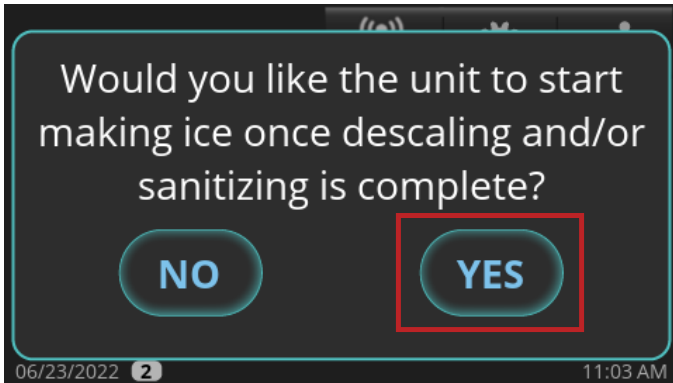 Would you like the unit to start
making ice once descaling and/or
sanitizing is complete?
NO
YES
06/23/2022 2
11:03 AM